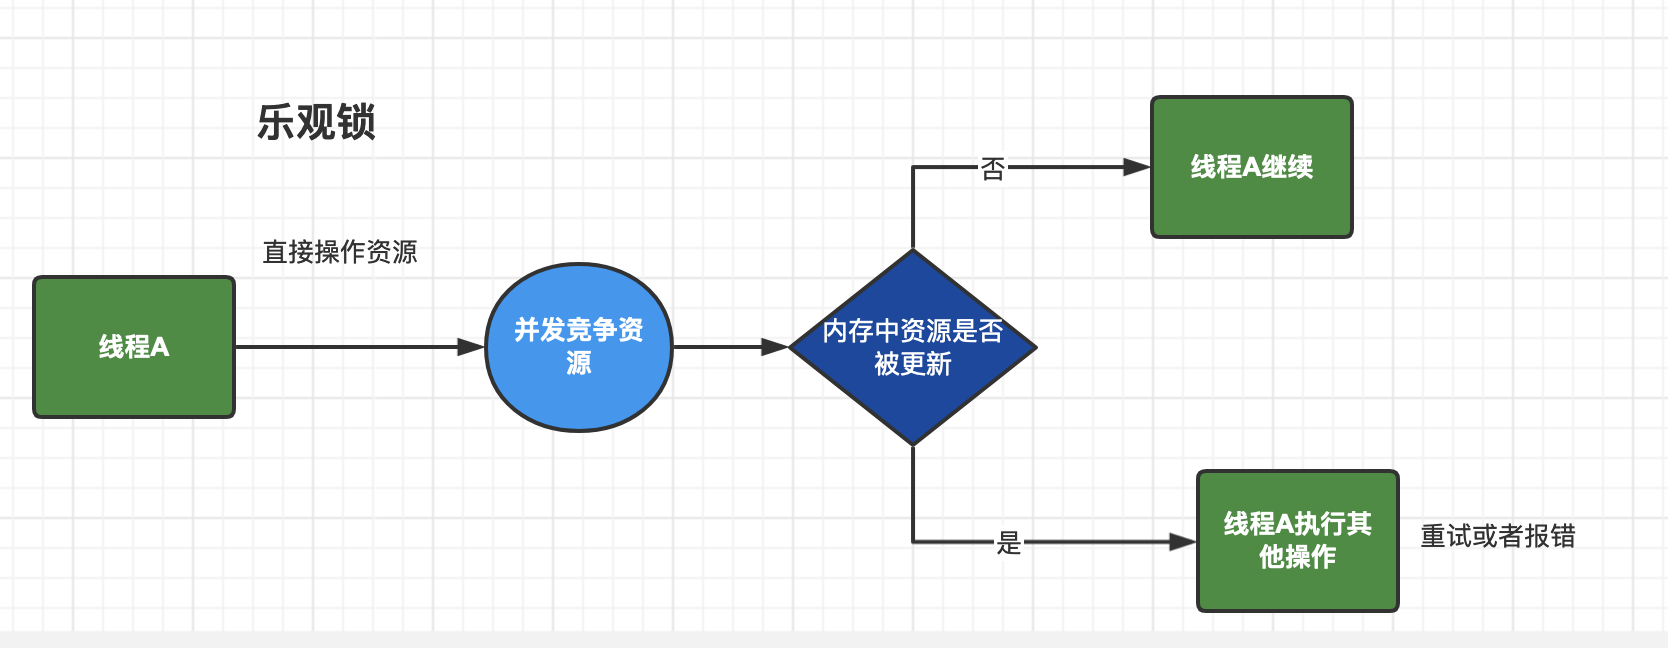 乐观锁
直接操作资源
线程A
并发竞争资
源
内存中资源是否
被更新
否
线程A继续
是
线程A执行其
他操作
重试或者报错